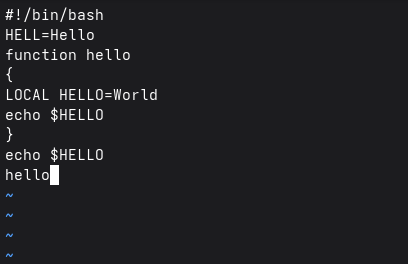 #!/bin/bash
HELL=Hello
function hello
{
LOCAL HELLO=World
echo $HELLO
}
echo $HELLO
hello
~
~
~
~